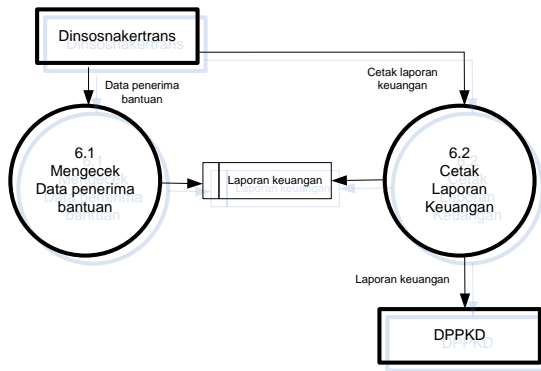 Dinsosnakertrans
Data penerima
bantuan
Cetak laporan
keuangan
6.1
Mengecek
Data penerima
bantuan
Laporan keuangan
6.2
Cetak
Laporan
Keuangan
Laporan keuangan
DPPKD